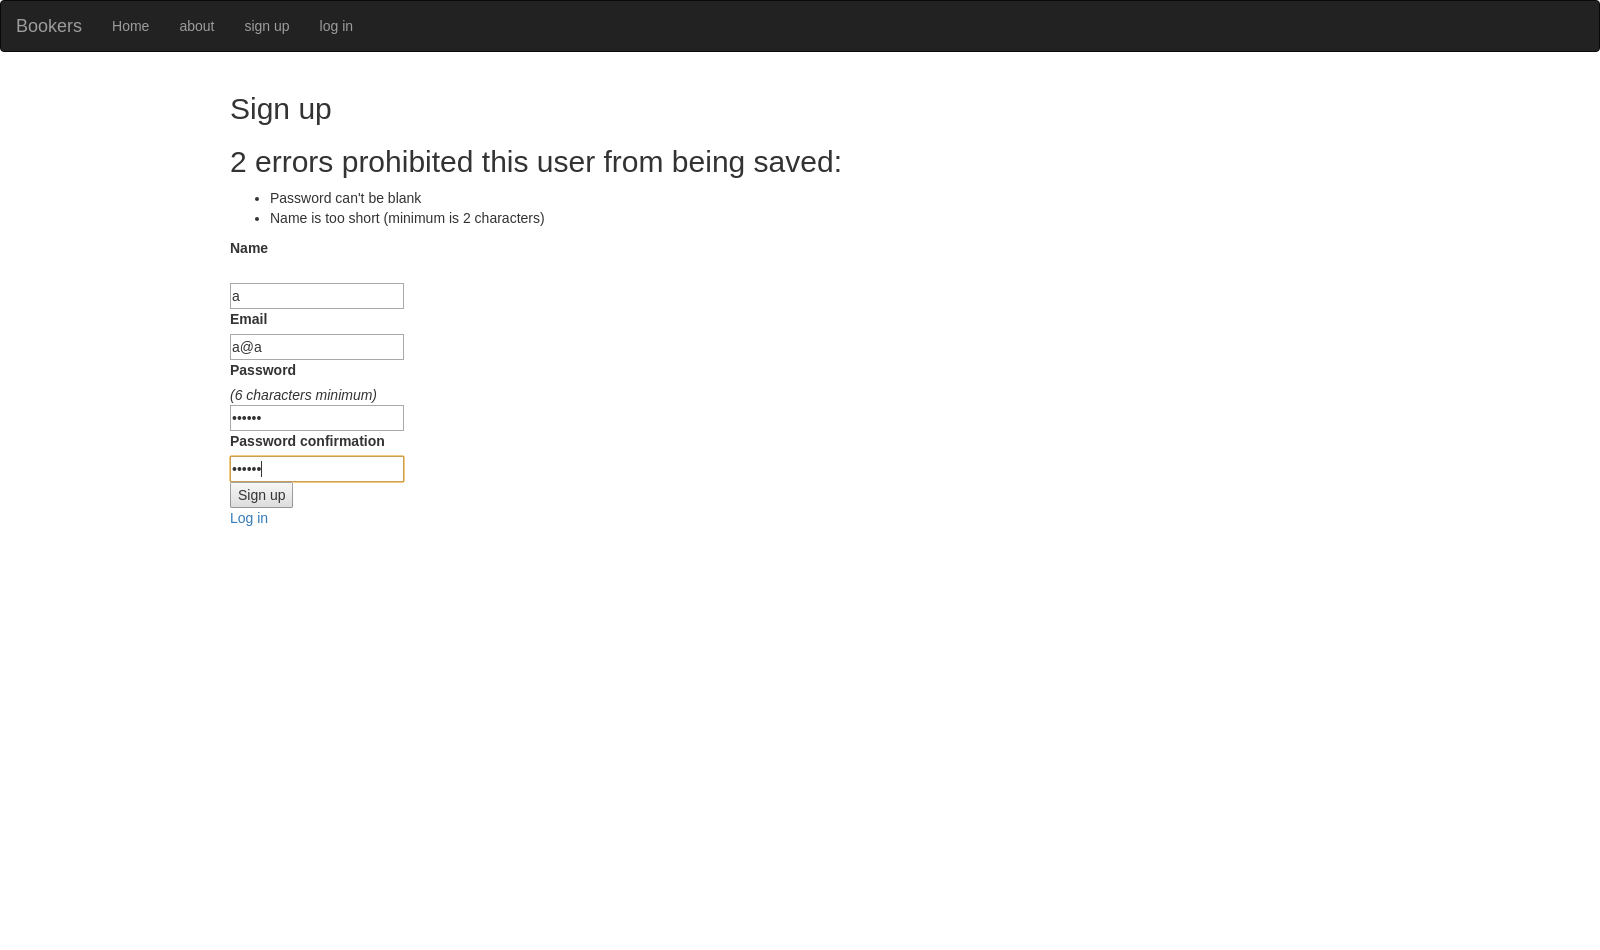 Bookers Home about sign up log in
Sign up
2 errors prohibited this user from being saved:
• Password can't be blank
• Name is too short (minimum is 2 characters)
Name
a
Email
a@a
Password
(6 characters minimum)
••••••
Password confirmation
••••••
Sign up
Log in